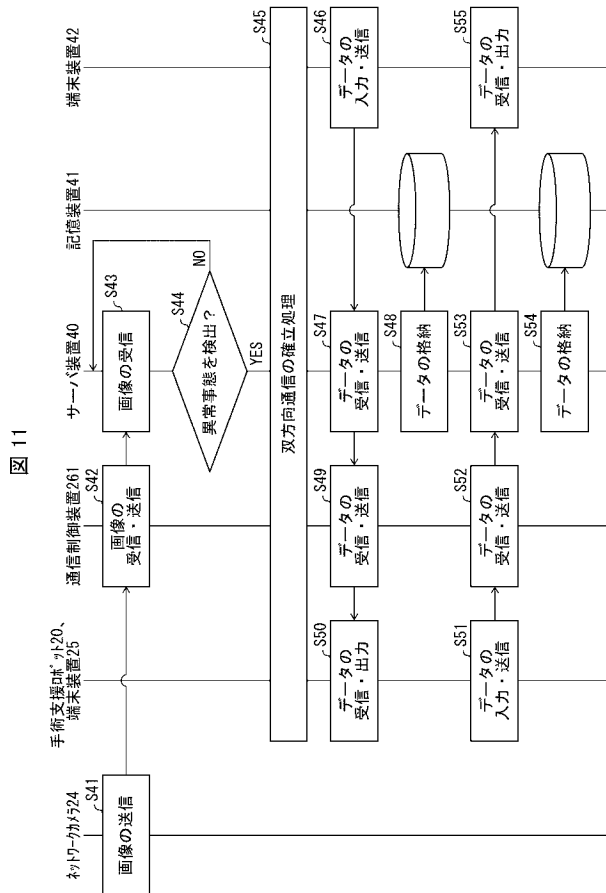 図 11
ネットワークカメラ24
手術支援ロボット20、
端末装置25
通信制御装置261
サーバ装置40
記憶装置41
端末装置42
S41
画像の送信
S42
画像の
受信・送信
S43
画像の受信
S44
異常事態を検出?
NO
YES
S45
双方向通信の確立処理
S46
データの
入力・送信
S47
データの
受信・送信
S48
データの格納
S49
データの
受信・送信
S50
データの
受信・出力
S51
データの
入力・送信
S52
データの
受信・送信
S53
データの
受信・送信
S54
データの格納
S55
データの
受信・出力